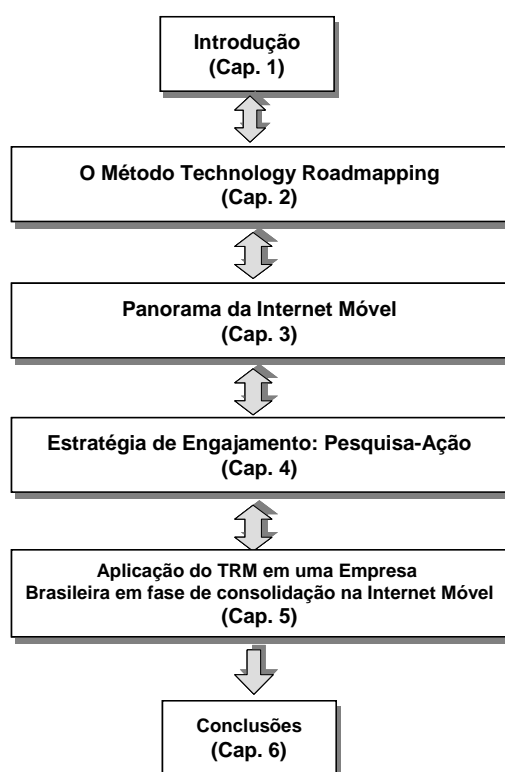 Introdução
(Cap. 1)
O Método Technology Roadmapping
(Cap. 2)
Panorama da Internet Móvel
(Cap. 3)
Estratégia de Engajamento: Pesquisa-Ação
(Cap. 4)
Aplicação do TRM em uma Empresa
Brasileira em fase de consolidação na Internet Móvel
(Cap. 5)
Conclusões
(Cap. 6)